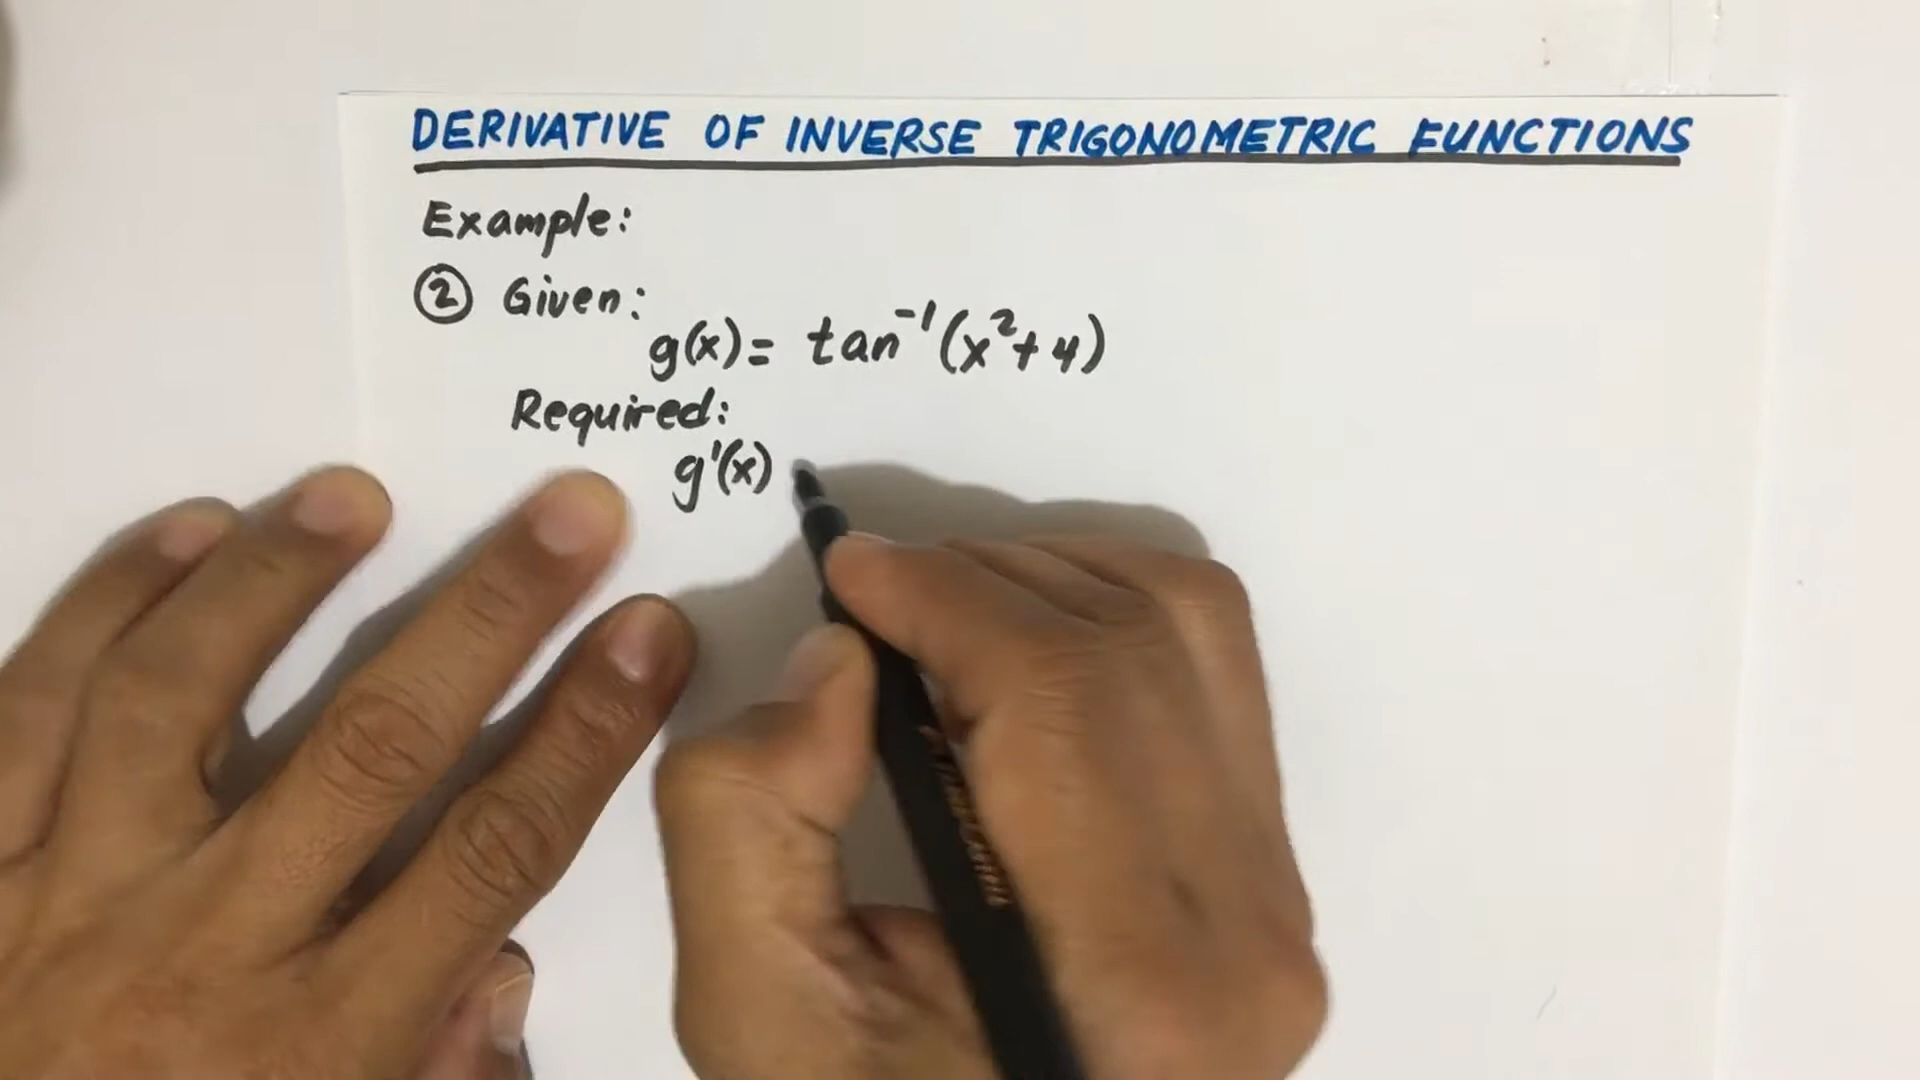 DERIVATIVE OF INVERSE TRIGONOMETRIC FUNCTIONS
Example:
② Given:
g(x) = tan⁻¹(x²+4)
Required:
g'(x)